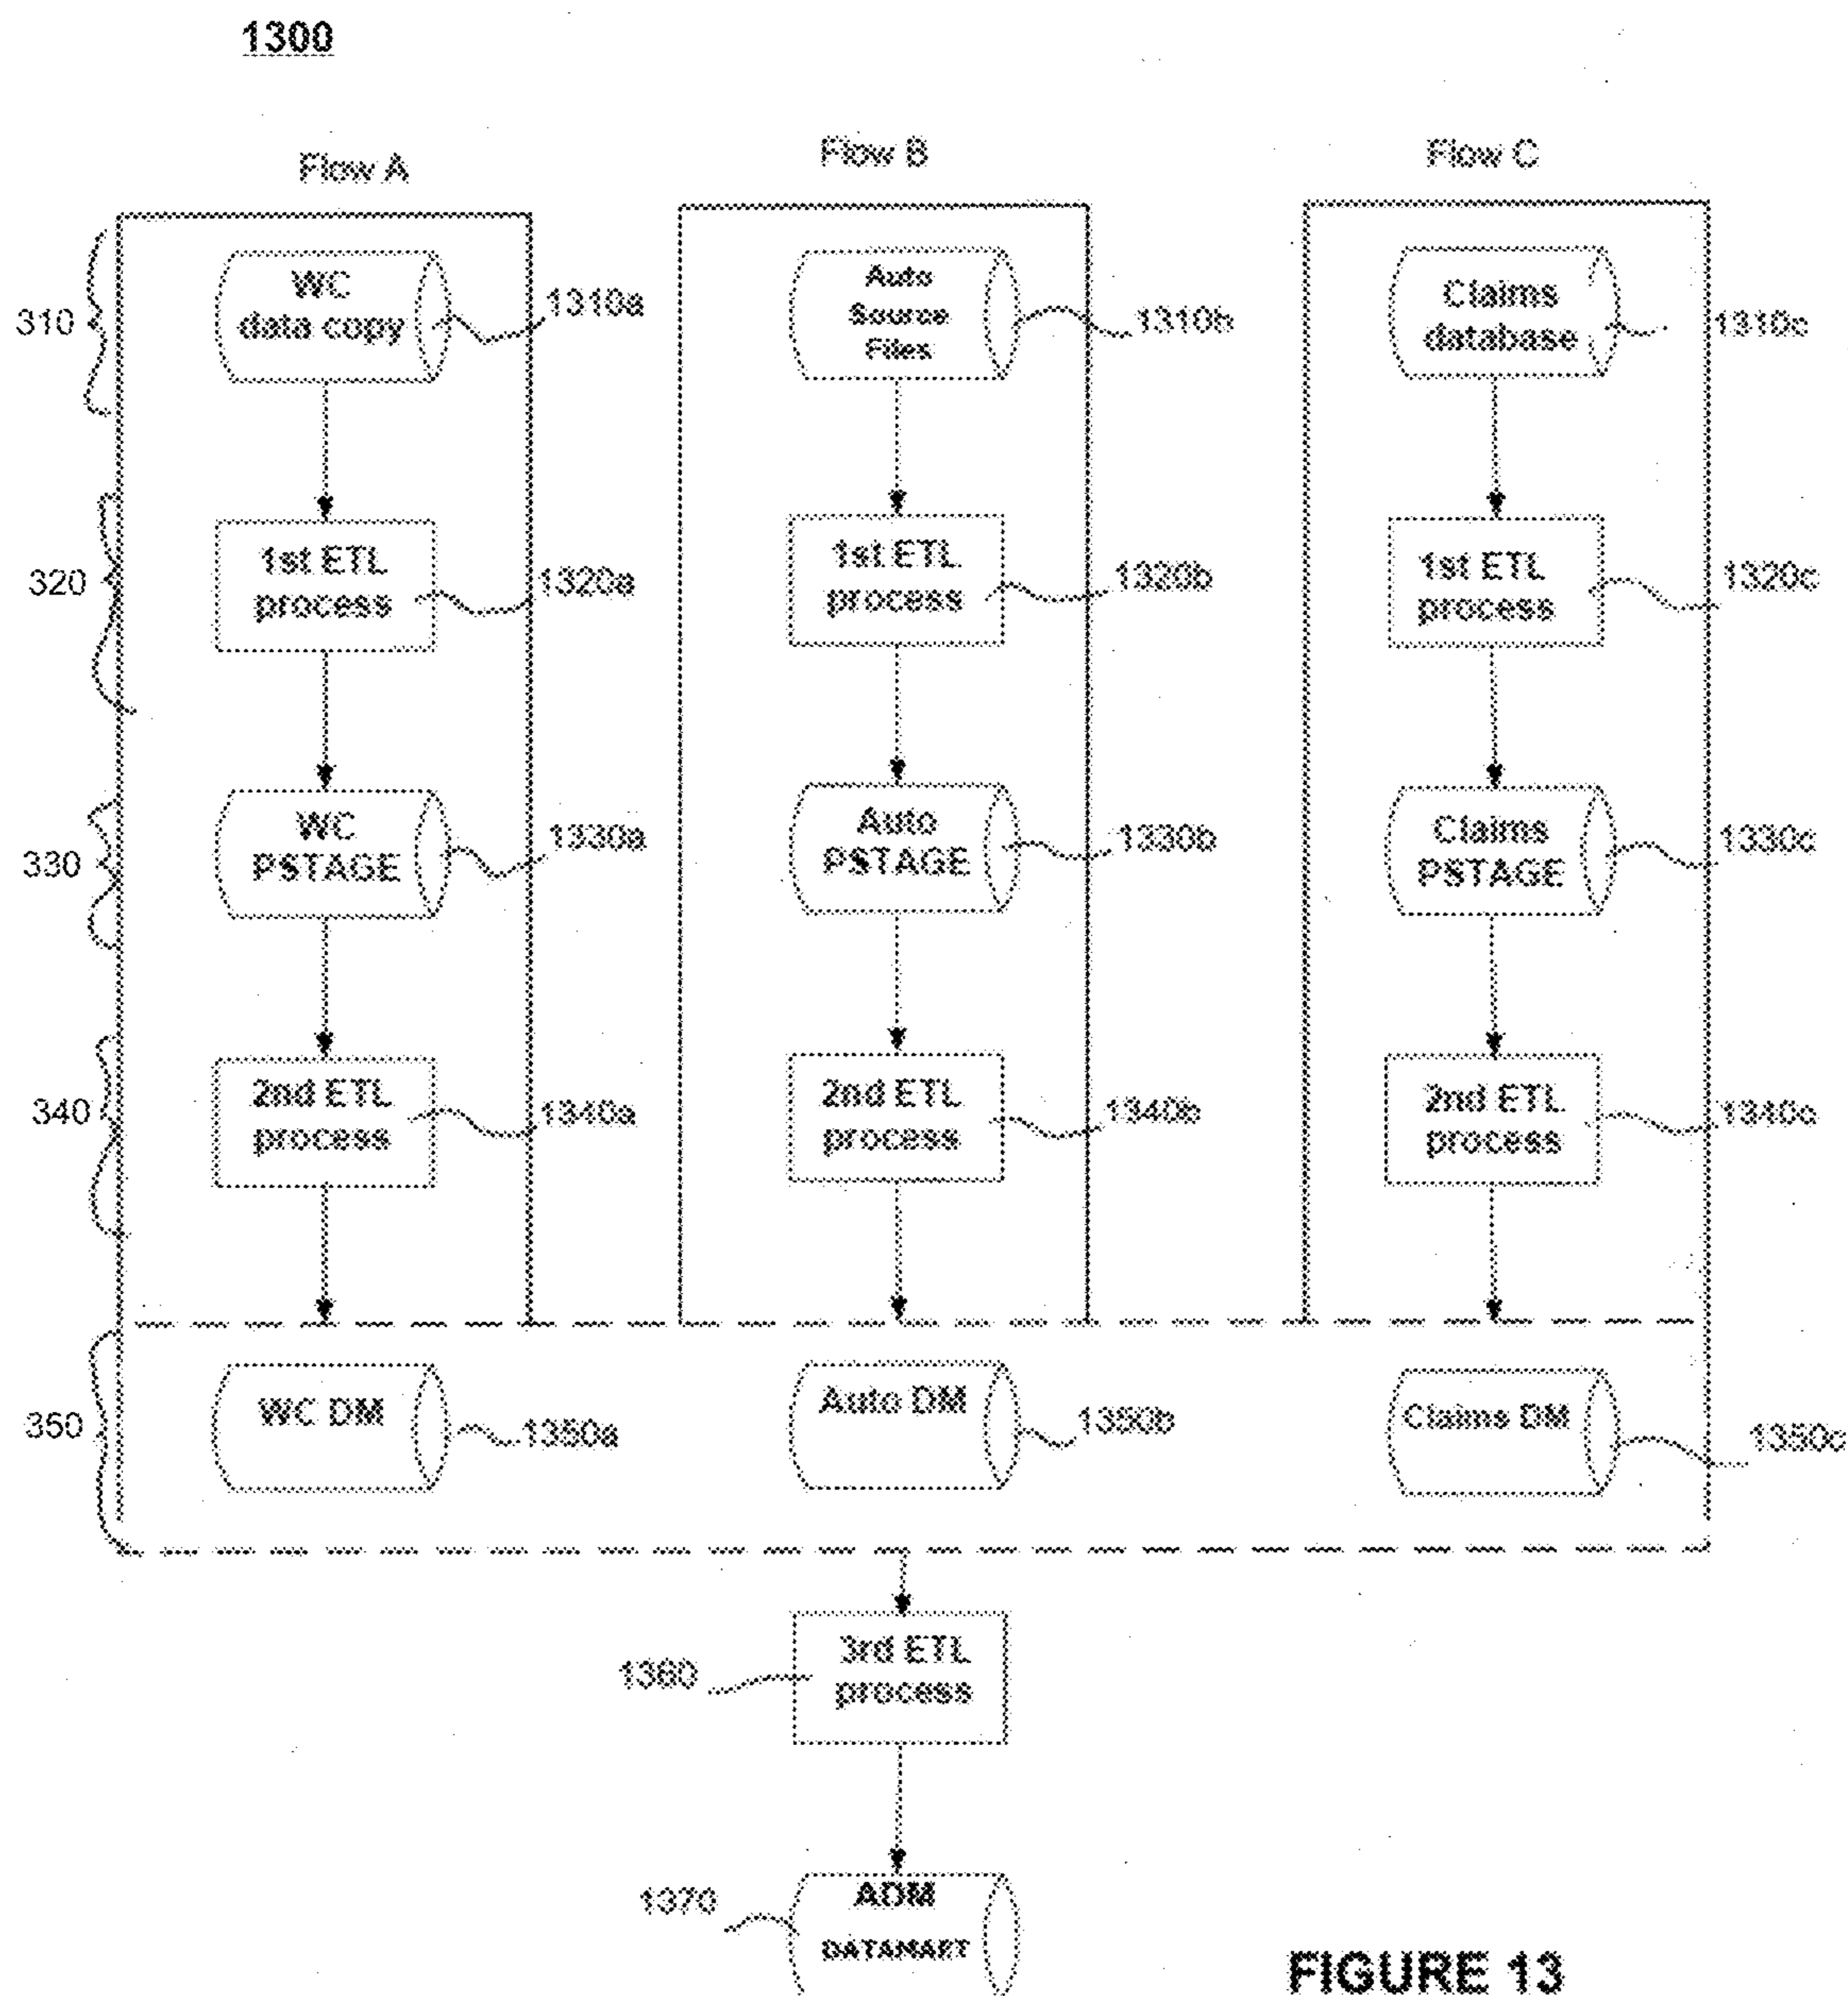 1300
Flow A
Flow B
Flow C
310
WC
data copy
1310a
Auto
Source
Files
1310b
Claims
database
1310c
320
1st ETL
process
1320a
1st ETL
process
1320b
1st ETL
process
1320c
330
WC
PSTAGE
1330a
Auto
PSTAGE
1330b
Claims
PSTAGE
1330c
340
2nd ETL
process
1340a
2nd ETL
process
1340b
2nd ETL
process
1340c
350
WC DM
1350a
Auto DM
1350b
Claims DM
1350c
1360
3rd ETL
process
1370
ADM
DATAMART
FIGURE 13